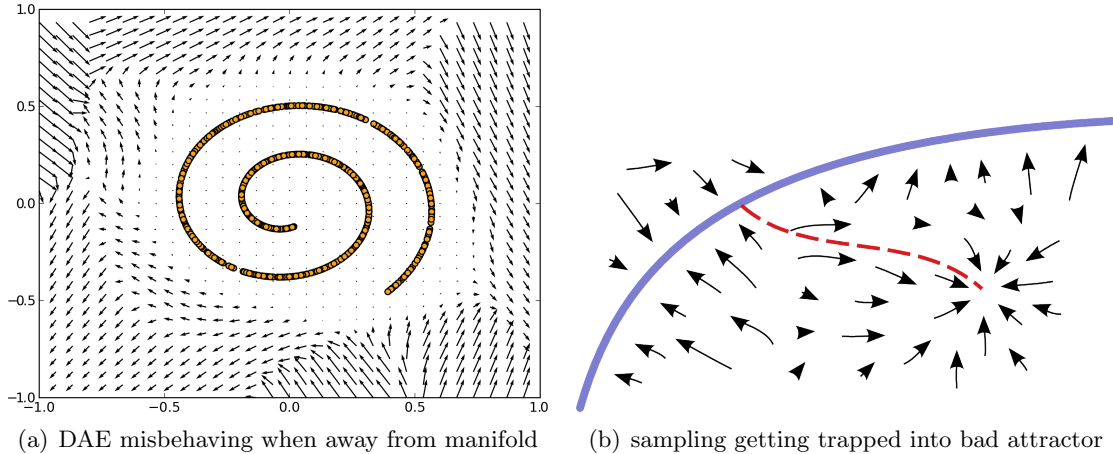 1.0
0.5
0.0
−0.5
−1.0
−1.0 −0.5 0.0 0.5 1.0
(a) DAE misbehaving when away from manifold
(b) sampling getting trapped into bad attractor